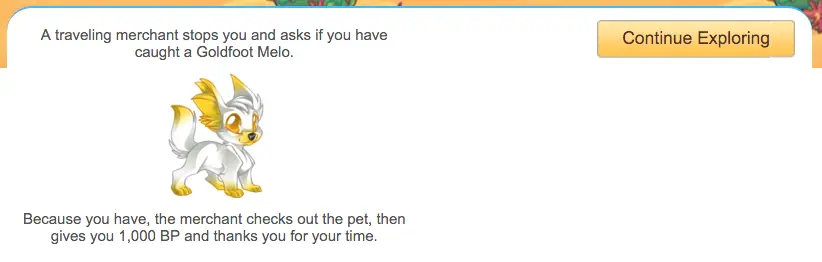 A traveling merchant stops you and asks if you have
caught a Goldfoot Melo.
Continue Exploring
Because you have, the merchant checks out the pet, then
gives you 1,000 BP and thanks you for your time.